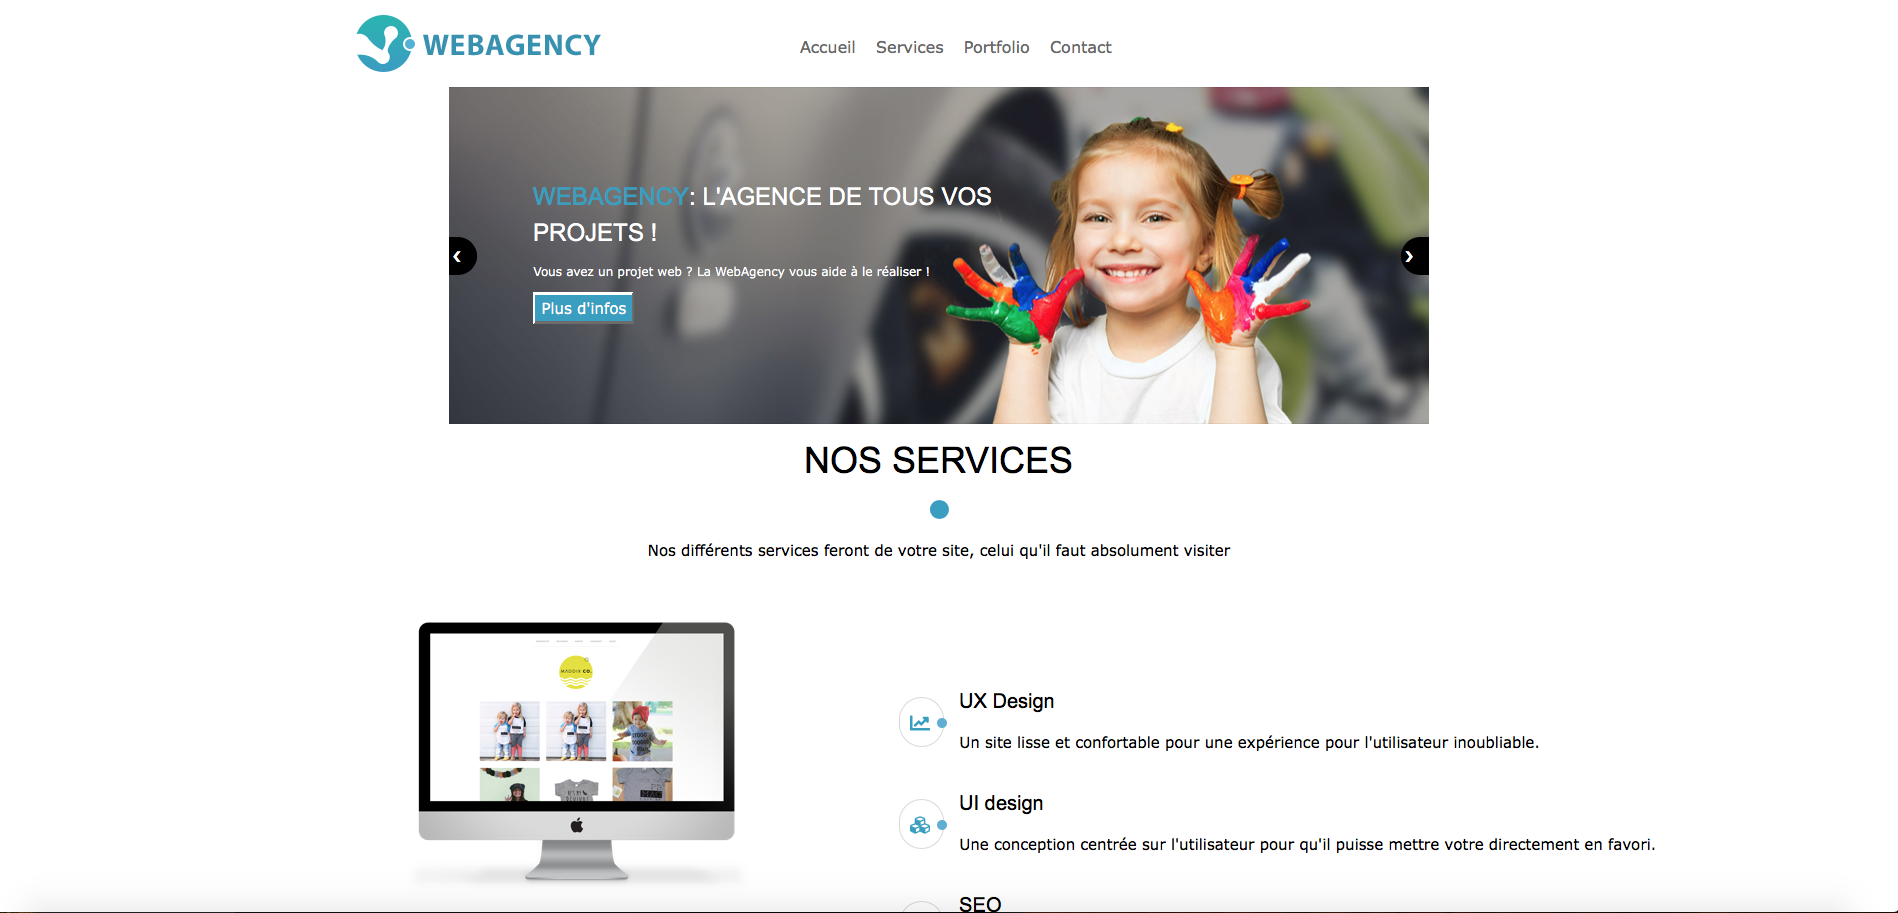 WEBAGENCY
Accueil Services Portfolio Contact
WEBAGENCY: L'AGENCE DE TOUS VOS
PROJETS !
Vous avez un projet web ? La WebAgency vous aide à le réaliser !
Plus d'infos
NOS SERVICES
Nos différents services feront de votre site, celui qu'il faut absolument visiter
MADDIX CO.
UX Design
Un site lisse et confortable pour une expérience pour l'utilisateur inoubliable.
UI design
Une conception centrée sur l'utilisateur pour qu'il puisse mettre votre directement en favori.
SEO